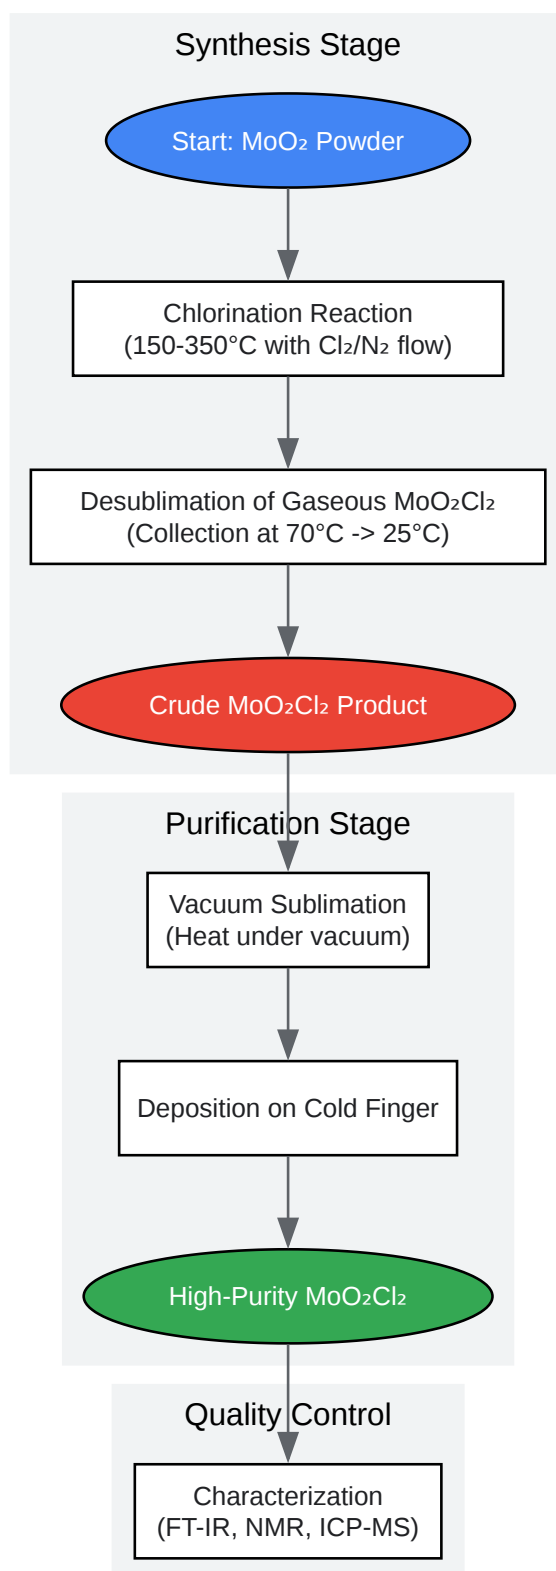 Synthesis Stage
Start: MoO₂ Powder
Chlorination Reaction
(150-350°C with Cl₂/N₂ flow)
Desublimation of Gaseous MoO₂Cl₂
(Collection at 70°C -> 25°C)
Crude MoO₂Cl₂ Product
Purification Stage
Vacuum Sublimation
(Heat under vacuum)
Deposition on Cold Finger
High-Purity MoO₂Cl₂
Quality Control
Characterization
(FT-IR, NMR, ICP-MS)